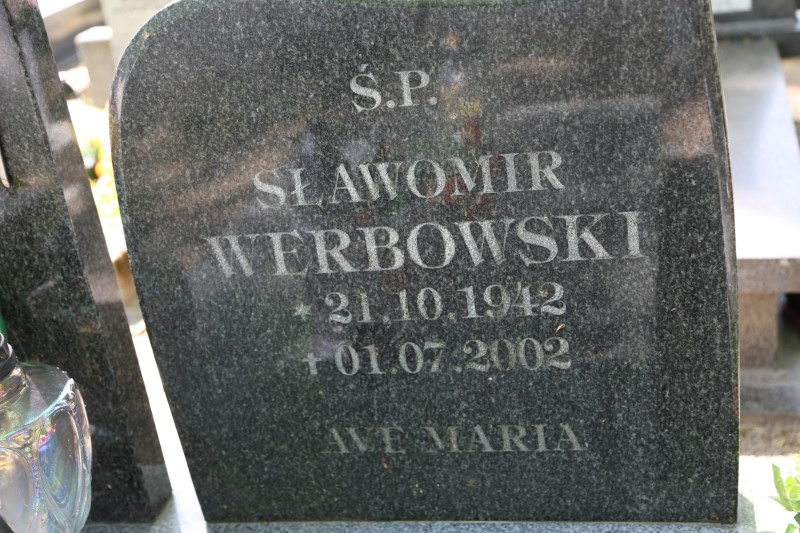 Ś.P.
SŁAWOMIR
WERBOWSKI
* 21.10.1942
✝ 01.07.2002
AVE MARIA